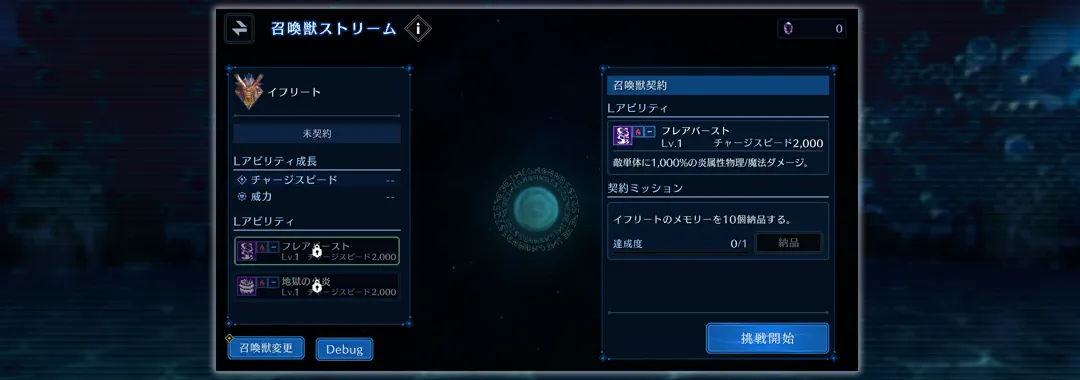 召喚獣ストリーム
i
0
イフリート
未契約
Lアビリティ成長
チャージスピード --
威力 --
Lアビリティ
フレアバースト
Lv.1 チャージスピード2,000
地獄の火炎
Lv.1 チャージスピード2,000
召喚獣変更
Debug
召喚獣契約
Lアビリティ
フレアバースト
Lv.1 チャージスピード2,000
敵単体に1,000%の炎属性物理/魔法ダメージ。
契約ミッション
イフリートのメモリーを10個納品する。
達成度 0/1 納品
挑戦開始